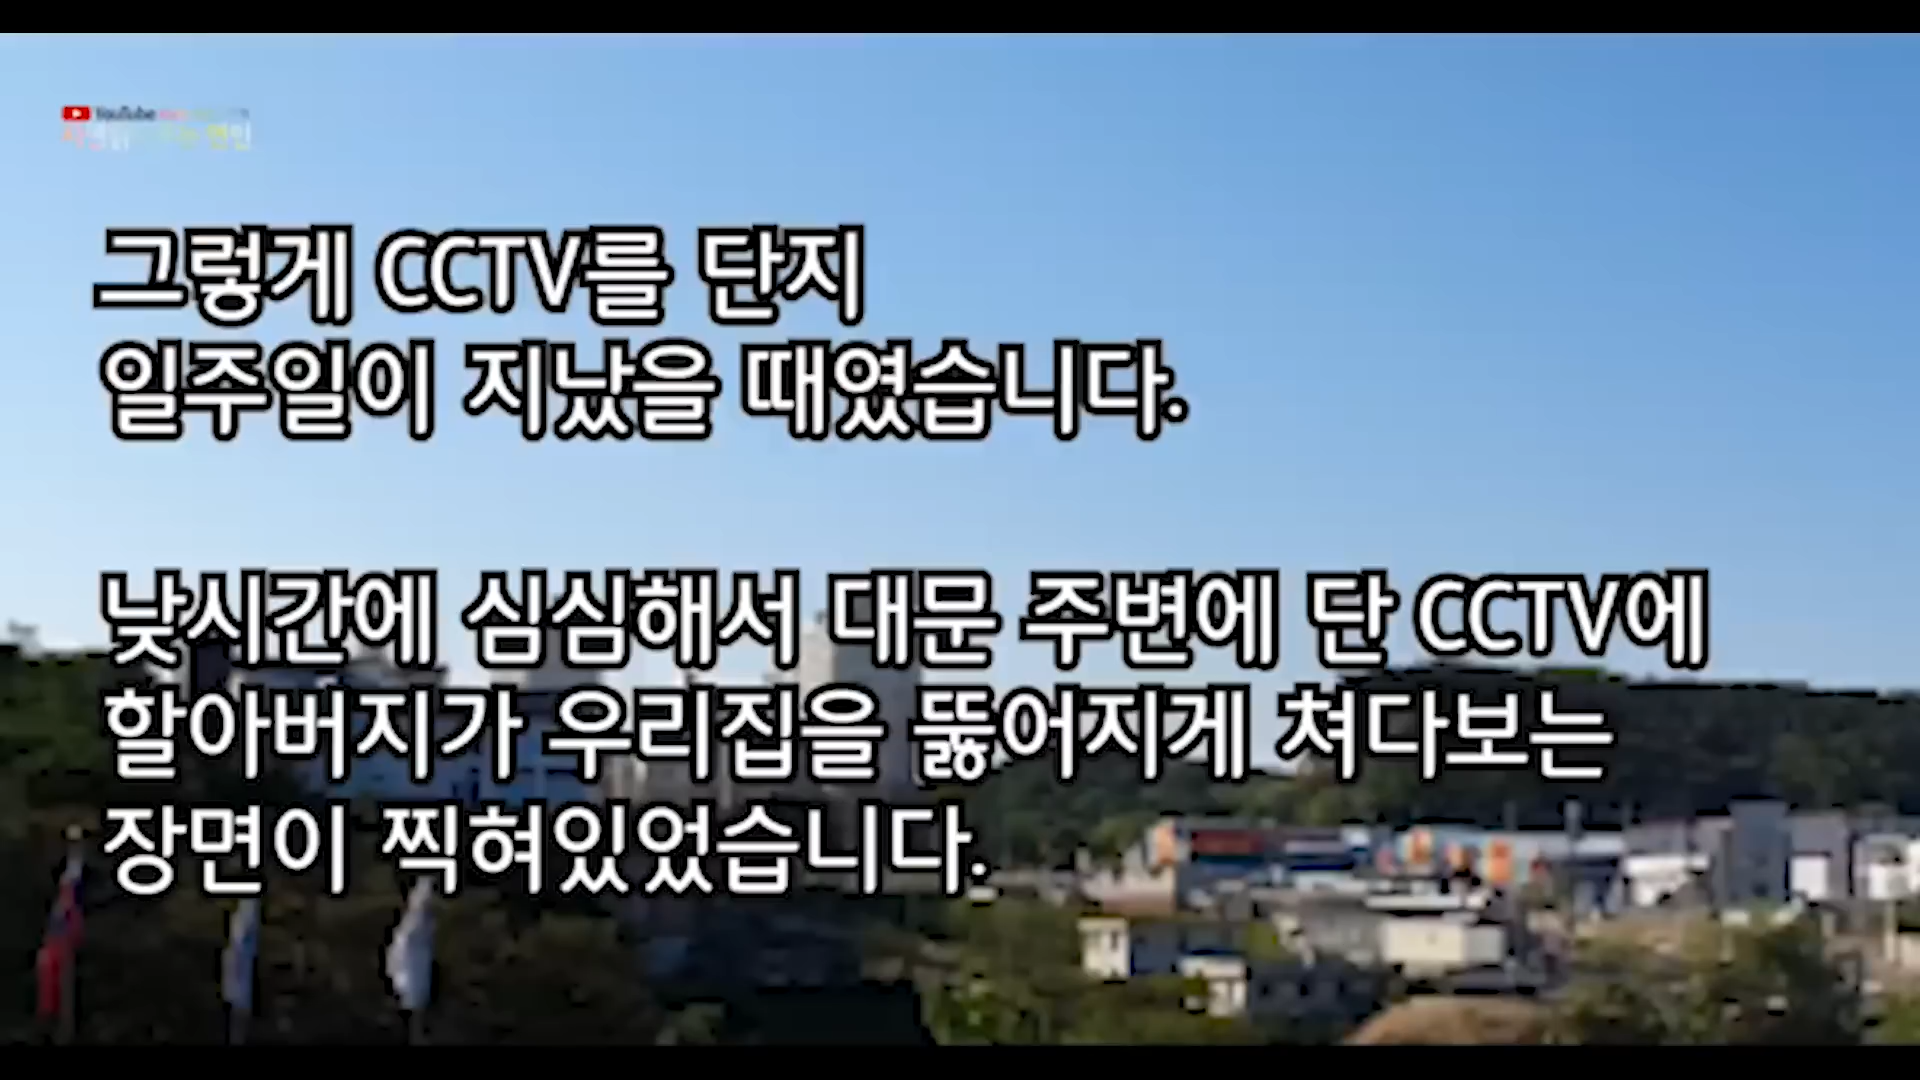 YouTube
그렇게 CCTV를 단지
일주일이 지났을 때였습니다.
낮시간에 심심해서 대문 주변에 단 CCTV에
할아버지가 우리집을 뚫어지게 쳐다보는
장면이 찍혀있었습니다.